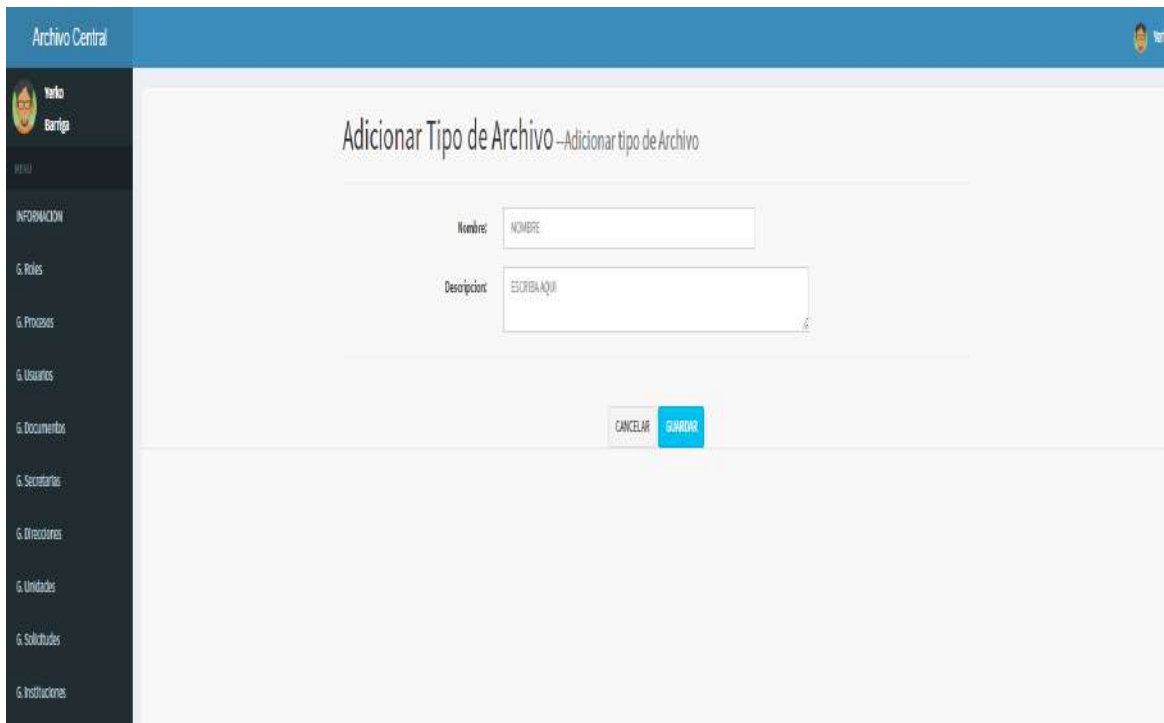 Archivo Central
Yerko
Barriga
MENU
INFORMACION
G. Roles
G. Procesos
G. Usuarios
G. Documentos
G. Secretarias
G. Direcciones
G. Unidades
G. Solicitudes
G. Instituciones
Adicionar Tipo de Archivo --Adicionar tipo de Archivo
Nombre:
NOMBRE
Descripcion:
ESCRIBA AQUI
CANCELAR
GUARDAR